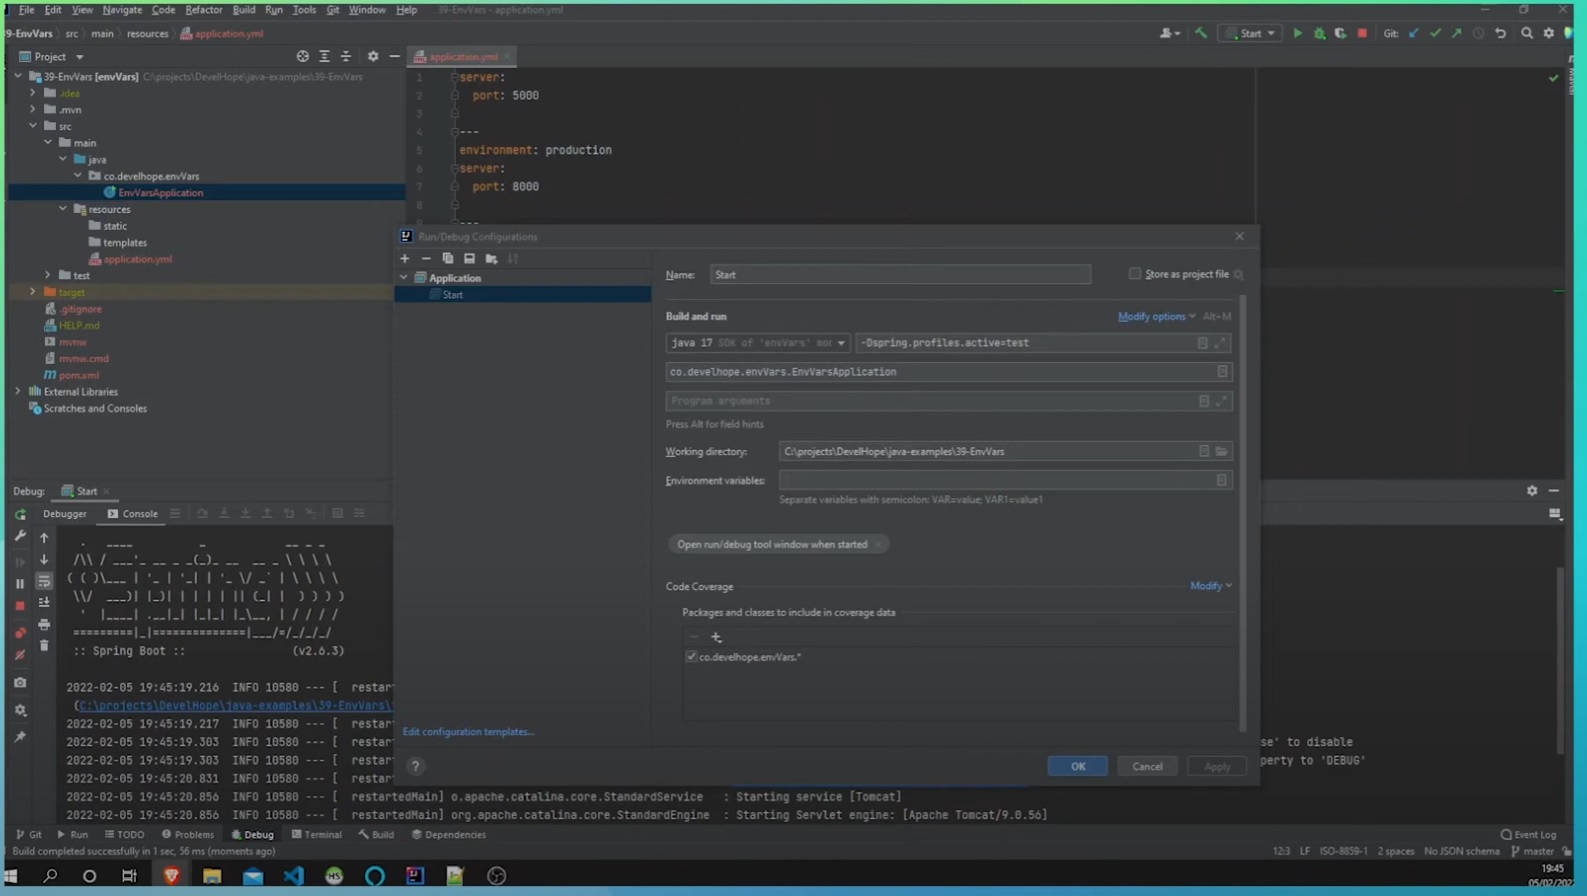 File Edit View Navigate Code Refactor Build Run Tools Git Window Help 39-EnvVars - application.yml
39-EnvVars src main resources application.yml
Start Git:
Project
application.yml
39-EnvVars [envVars] C:\projects\DevelHope\java-examples\39-EnvVars
.idea
.mvn
src
main
java
co.develhope.envVars
EnvVarsApplication
resources
static
templates
application.yml
test
target
.gitignore
HELP.md
mvnw
mvnw.cmd
pom.xml
External Libraries
Scratches and Consoles
1 server:
2 port: 5000
3
4 ---
5 environment: production
6 server:
7 port: 8000
8
9 ---
Maven
Run/Debug Configurations
Application
Start
Name: Start
Store as project file
Build and run
Modify options Alt+M
java 17 SDK of 'envVars' mod
-Dspring.profiles.active=test
co.develhope.envVars.EnvVarsApplication
Program arguments
Press Alt for field hints
Working directory: C:\projects\DevelHope\java-examples\39-EnvVars
Environment variables:
Separate variables with semicolon: VAR=value; VAR1=value1
Open run/debug tool window when started
Code Coverage
Modify
Packages and classes to include in coverage data
co.develhope.envVars.*
Edit configuration templates...
?
OK Cancel Apply
Debug: Start
Debugger Console
:: Spring Boot :: (v2.6.3)
2022-02-05 19:45:19.216 INFO 10580 --- [ restar
(C:\projects\DevelHope\java-examples\39-EnvVars\
2022-02-05 19:45:19.217 INFO 10580 --- [ restar
2022-02-05 19:45:19.303 INFO 10580 --- [ restar
se' to disable
2022-02-05 19:45:19.303 INFO 10580 --- [ restar
perty to 'DEBUG'
2022-02-05 19:45:20.831 INFO 10580 --- [ restar
2022-02-05 19:45:20.856 INFO 10580 --- [ restartedMain] o.apache.catalina.core.StandardService : Starting service [Tomcat]
2022-02-05 19:45:20.856 INFO 10580 --- [ restartedMain] org.apache.catalina.core.StandardEngine : Starting Servlet engine: [Apache Tomcat/9.0.56]
Git Run TODO Problems Debug Terminal Build Dependencies Event Log
Build completed successfully in 1 sec, 56 ms (moments ago)
12:3 LF ISO-8859-1 2 spaces No JSON schema master
19:45
05/02/202